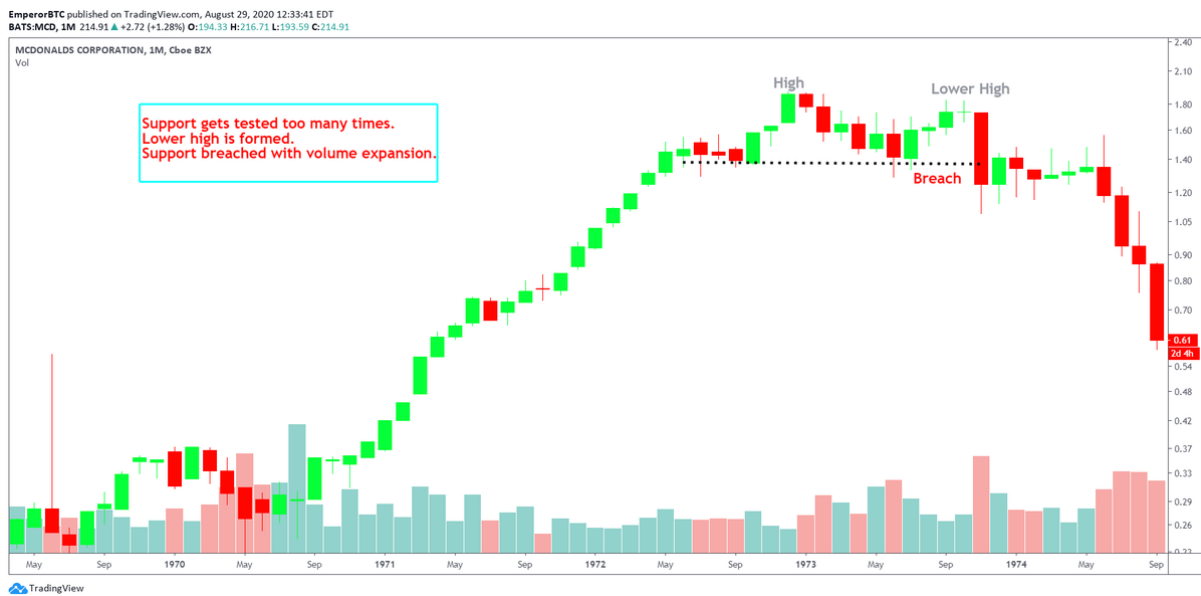 EmperorBTC published on TradingView.com, August 29, 2020 12:33:41 EDT
BATS:MCD, 1M 214.91 ▲ +2.72 (+1.28%) O:194.33 H:216.71 L:193.59 C:214.91
MCDONALDS CORPORATION, 1M, Cboe BZX
Vol
Support gets tested too many times.
Lower high is formed.
Support breached with volume expansion.
High
Lower High
Breach
2.40
2.10
1.80
1.60
1.40
1.20
1.05
0.90
0.80
0.70
0.61
2d 4h
0.54
0.48
0.42
0.37
0.33
0.29
0.26
May Sep 1970 May Sep 1971 May Sep 1972 May Sep 1973 May Sep 1974 May Sep
TradingView